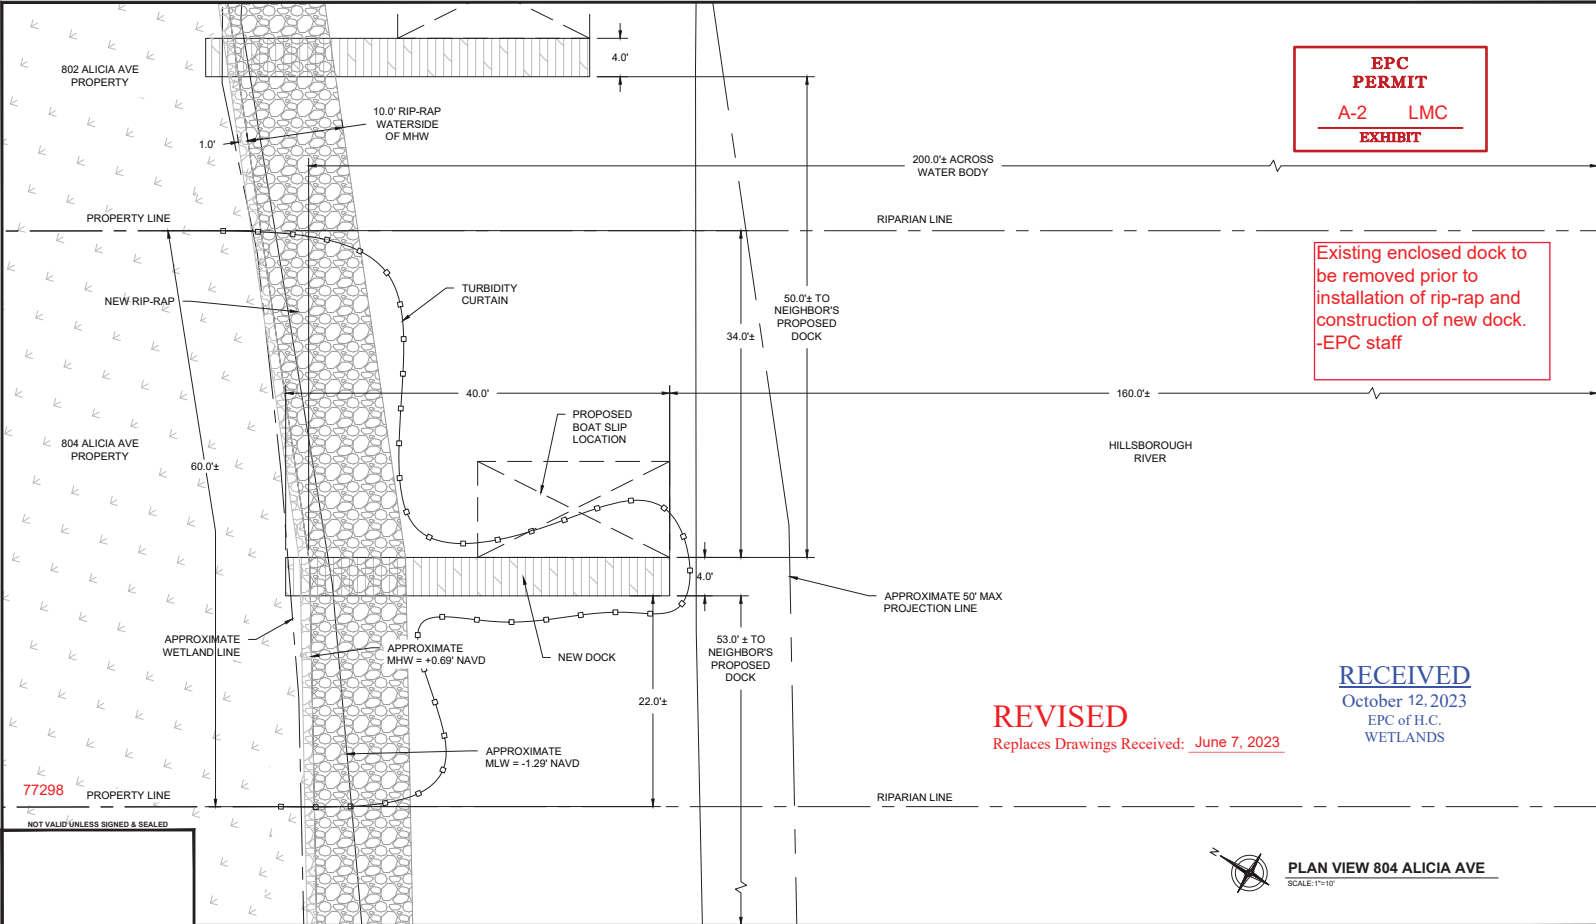 802 ALICIA AVE
PROPERTY
4.0'
10.0' RIP-RAP
WATERSIDE
OF MHW
1.0'
EPC
PERMIT
A-2 LMC
EXHIBIT
200.0'± ACROSS
WATER BODY
PROPERTY LINE
RIPARIAN LINE
Existing enclosed dock to
be removed prior to
installation of rip-rap and
construction of new dock.
-EPC staff
NEW RIP-RAP
TURBIDITY
CURTAIN
50.0'± TO
NEIGHBOR'S
PROPOSED
DOCK
34.0'±
40.0'
160.0'±
PROPOSED
BOAT SLIP
LOCATION
804 ALICIA AVE
PROPERTY
60.0'±
HILLSBOROUGH
RIVER
4.0'
APPROXIMATE 50' MAX
PROJECTION LINE
APPROXIMATE
WETLAND LINE
APPROXIMATE
MHW = +0.69' NAVD
NEW DOCK
53.0' ± TO
NEIGHBOR'S
PROPOSED
DOCK
22.0'±
APPROXIMATE
MLW = -1.29' NAVD
REVISED
Replaces Drawings Received: June 7, 2023
RECEIVED
October 12, 2023
EPC of H.C.
WETLANDS
77298
PROPERTY LINE
RIPARIAN LINE
NOT VALID UNLESS SIGNED & SEALED
N
PLAN VIEW 804 ALICIA AVE
SCALE:1"=10'